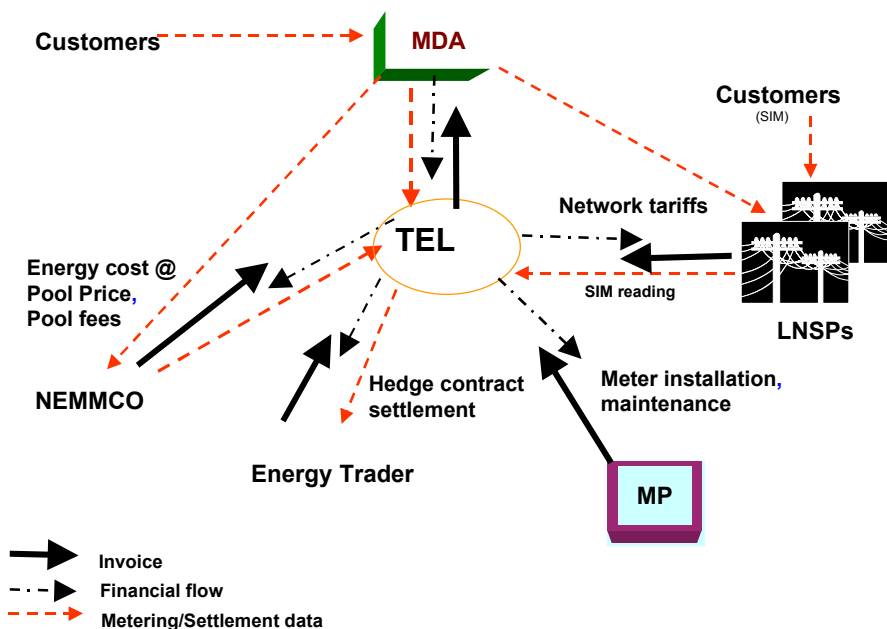 Customers
MDA
Customers
(SIM)
Network tariffs
TEL
Energy cost @
Pool Price,
Pool fees
SIM reading
LNSPs
Hedge contract
settlement
Meter installation,
maintenance
NEMMCO
Energy Trader
MP
Invoice
Financial flow
Metering/Settlement data